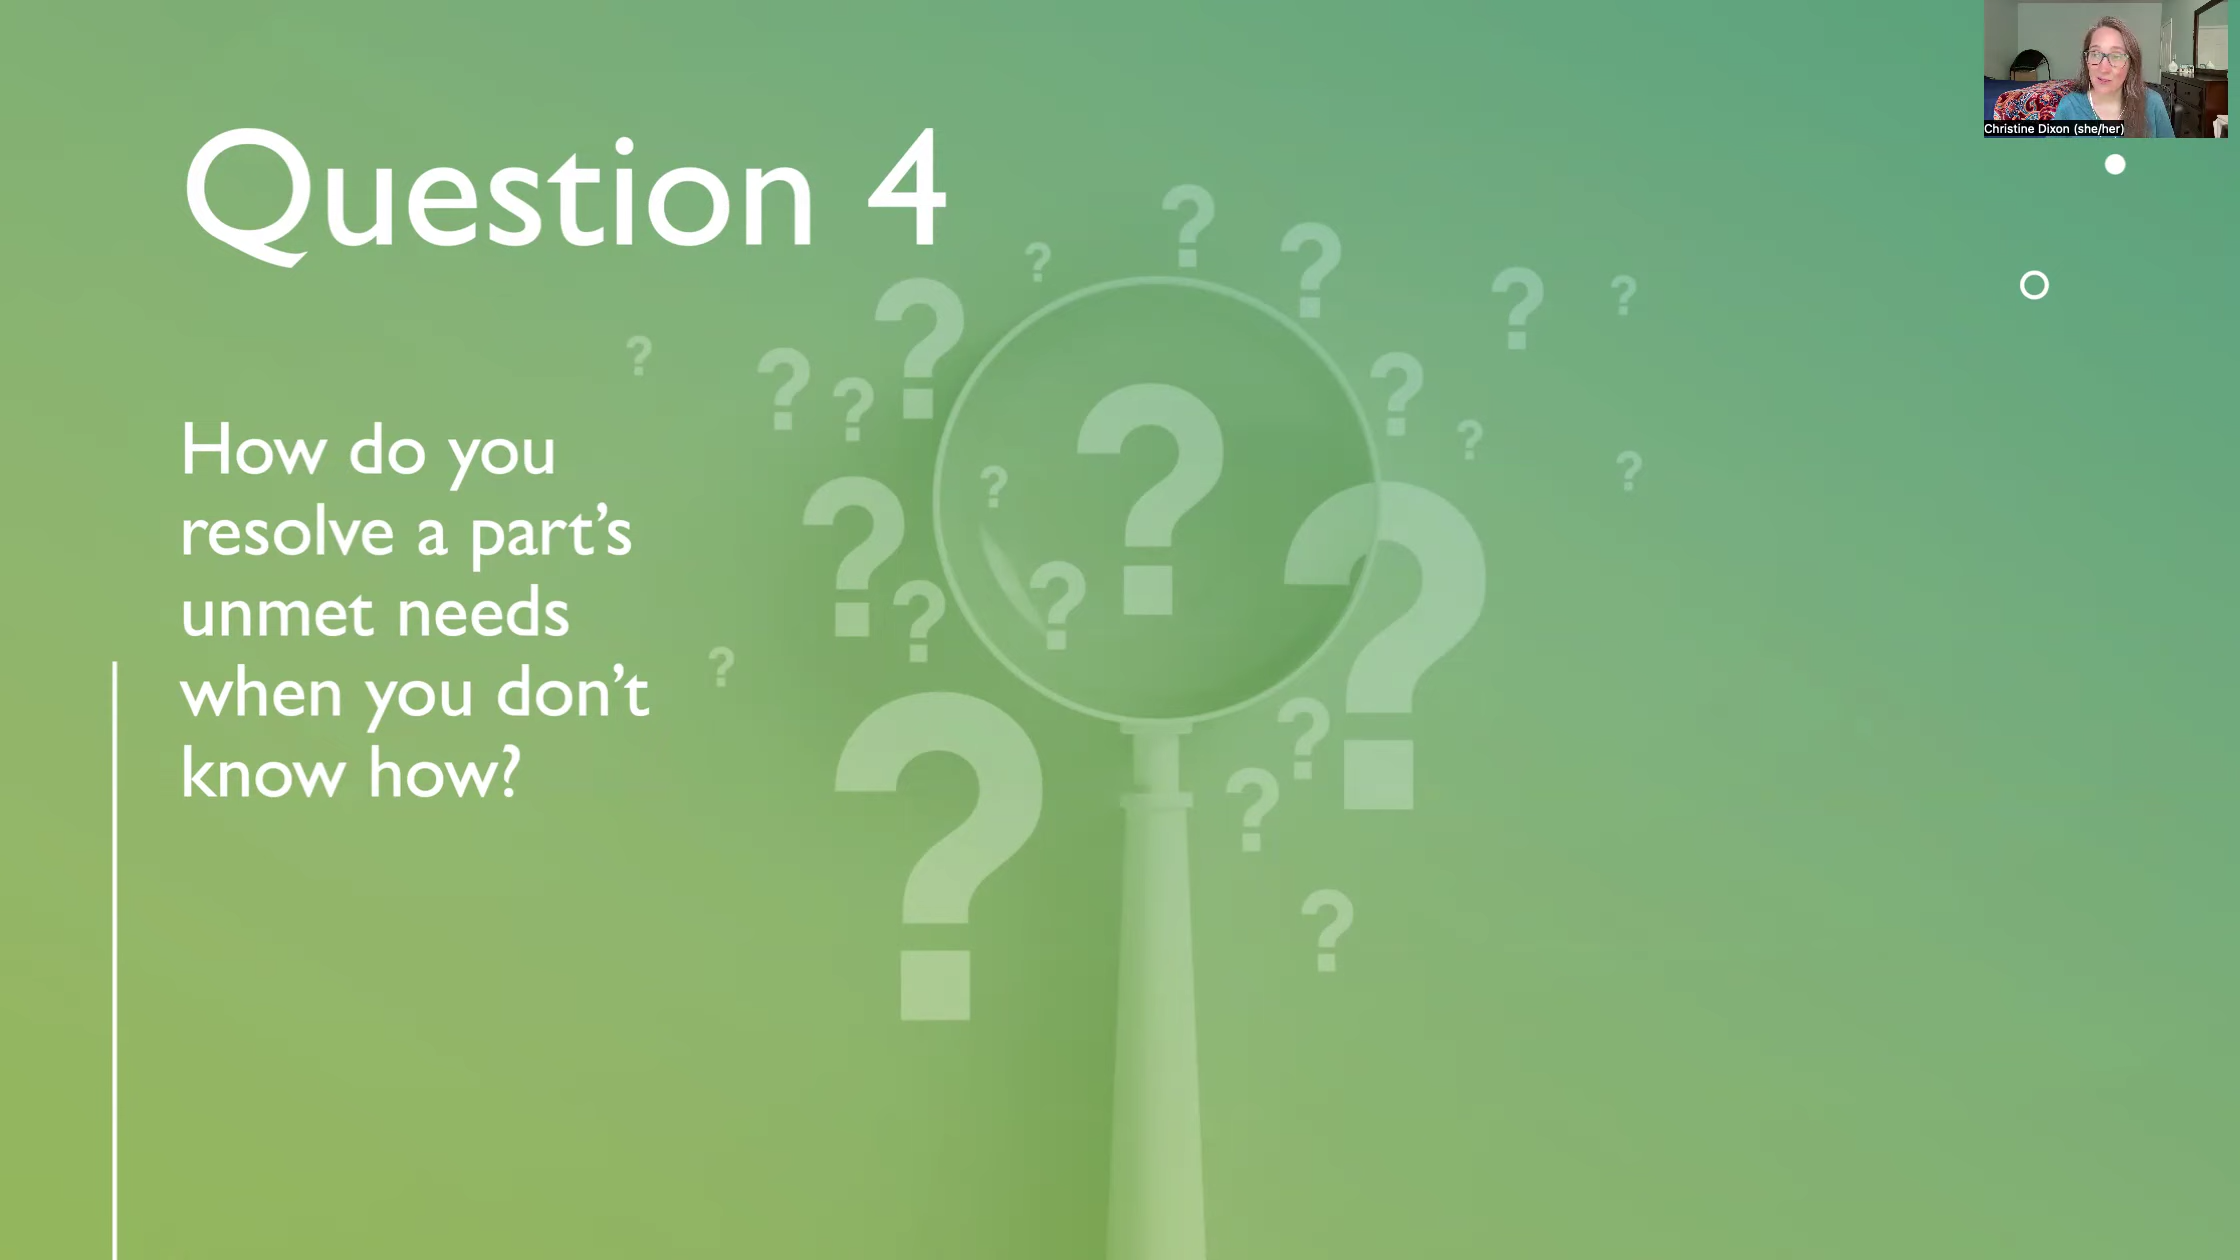 Question 4
How do you
resolve a part’s
unmet needs
when you don’t
know how?
Christine Dixon (she/her)